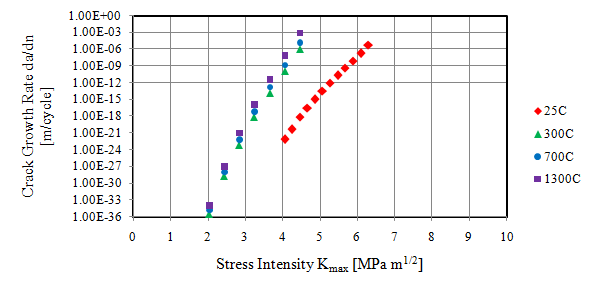 1.00E+00
1.00E-03
1.00E-06
1.00E-09
1.00E-12
1.00E-15
1.00E-18
1.00E-21
1.00E-24
1.00E-27
1.00E-30
1.00E-33
1.00E-36
Crack Growth Rate da/dn
[m/cycle]
0 1 2 3 4 5 6 7 8 9 10
Stress Intensity Kmax [MPa m1/2]
25C
300C
700C
1300C